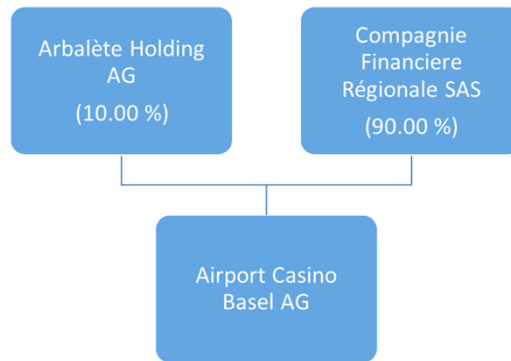 Arbalète Holding
AG
(10.00 %)
Compagnie
Financiere
Régionale SAS
(90.00 %)
Airport Casino
Basel AG